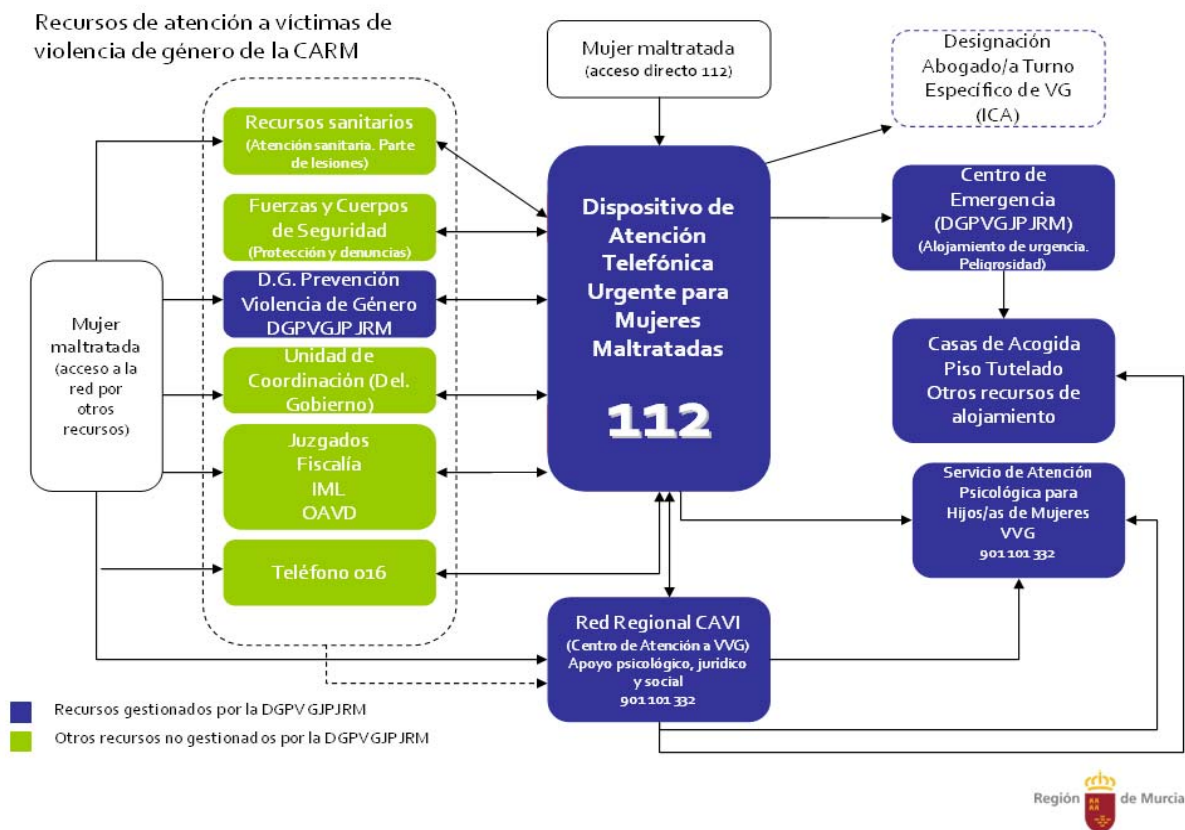 Recursos de atención a víctimas de
violencia de género de la CARM
Mujer maltratada
(acceso directo 112)
Designación
Abogado/a Turno
Específico de VG
(ICA)
Recursos sanitarios
(Atención sanitaria. Parte
de lesiones)
Fuerzas y Cuerpos
de Seguridad
(Protección y denuncias)
D.G. Prevención
Violencia de Género
DGPVGJPJRM
Unidad de
Coordinación (Del.
Gobierno)
Juzgados
Fiscalía
IML
OAVD
Teléfono 016
Mujer
maltratada
(acceso a la
red por
otros
recursos)
Dispositivo de
Atención
Telefónica
Urgente para
Mujeres
Maltratadas
112
Centro de
Emergencia
(DGPVGJPJRM)
(Alojamiento de urgencia.
Peligrosidad)
Casas de Acogida
Piso Tutelado
Otros recursos de
alojamiento
Servicio de Atención
Psicológica para
Hijos/as de Mujeres
VVG
901 101 332
Red Regional CAVI
(Centro de Atención a VVG)
Apoyo psicológico, jurídico
y social
901 101 332
Recursos gestionados por la DGPVGJPJRM
Otros recursos no gestionados por la DGPVGJPJRM
Región de Murcia